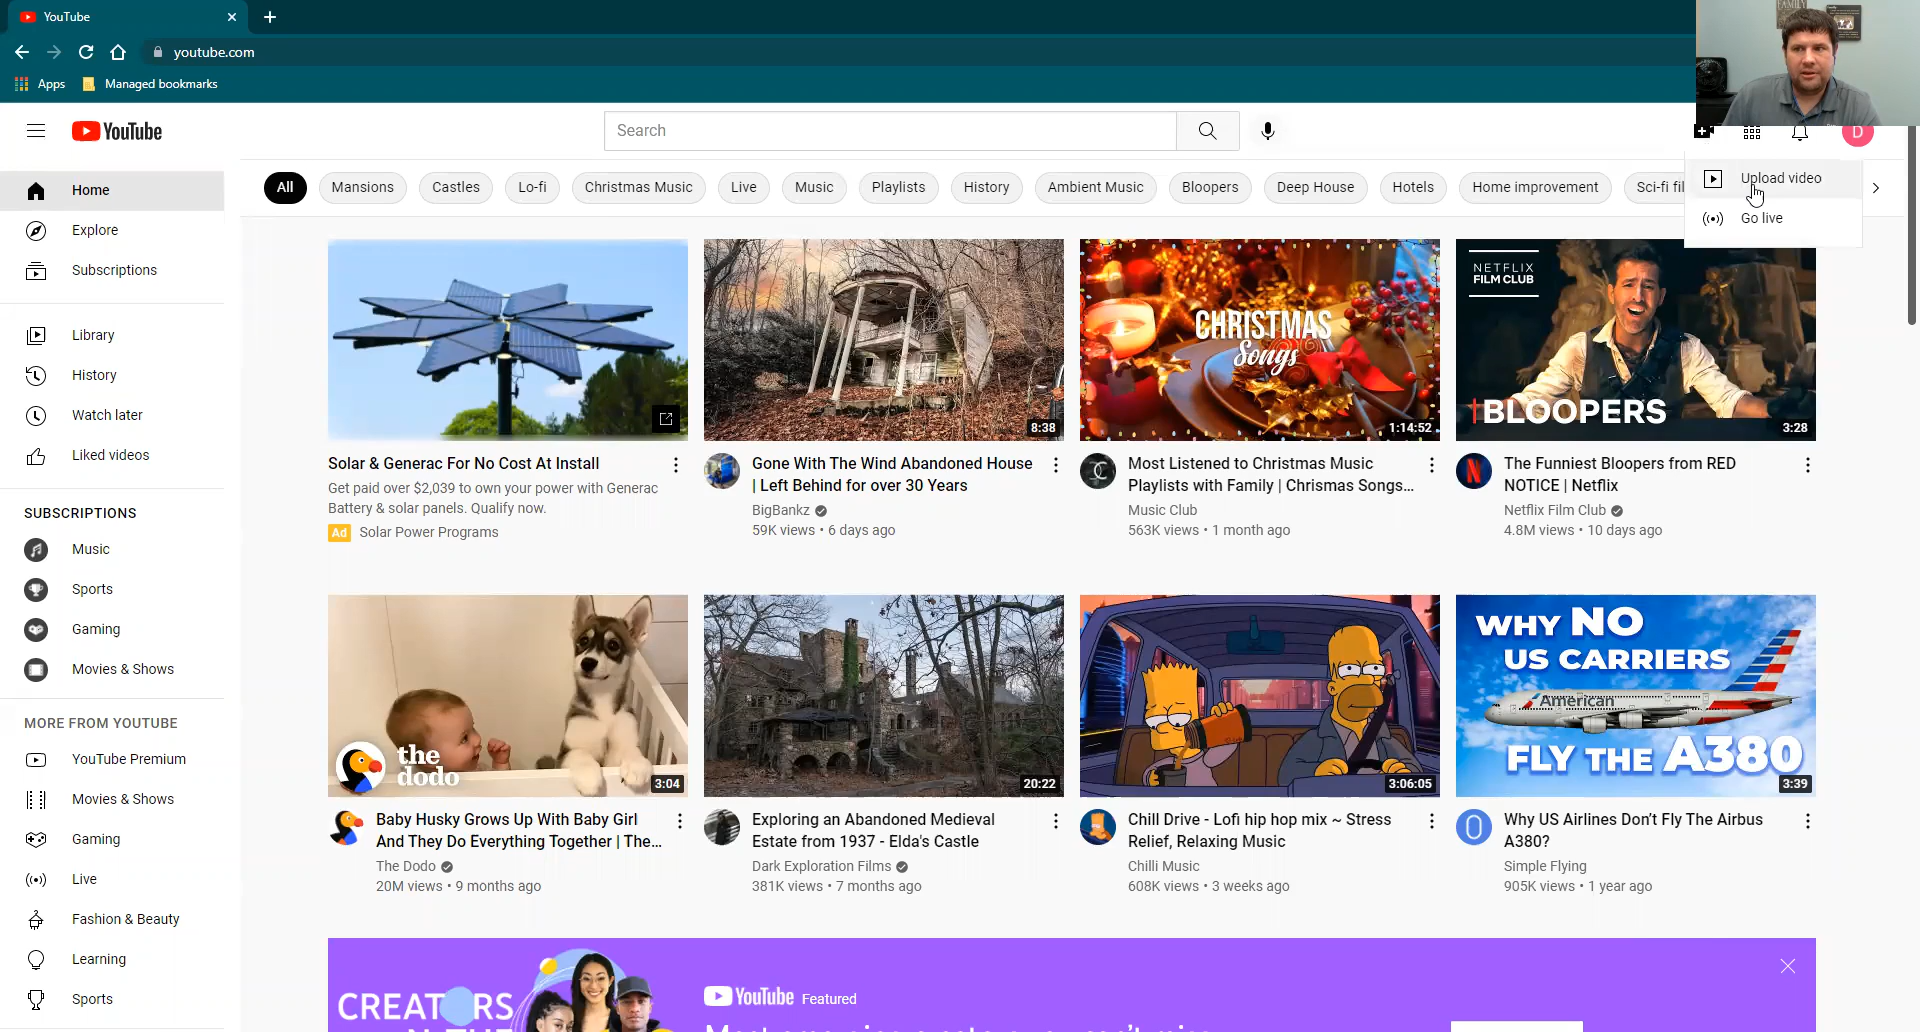 YouTube
youtube.com
Apps
Managed bookmarks
FAMILY
YouTube
Search
D
Upload video
Go live
All
Mansions
Castles
Lo-fi
Christmas Music
Live
Music
Playlists
History
Ambient Music
Bloopers
Deep House
Hotels
Home improvement
Sci-fi fil
Home
Explore
Subscriptions
Library
History
Watch later
Liked videos
SUBSCRIPTIONS
Music
Sports
Gaming
Movies & Shows
MORE FROM YOUTUBE
YouTube Premium
Movies & Shows
Gaming
Live
Fashion & Beauty
Learning
Sports
Solar & Generac For No Cost At Install
Get paid over $2,039 to own your power with Generac
Battery & solar panels. Qualify now.
Ad Solar Power Programs
8:38
Gone With The Wind Abandoned House
| Left Behind for over 30 Years
BigBankz
59K views • 6 days ago
CHRISTMAS
Songs
1:14:52
Most Listened to Christmas Music
Playlists with Family | Chrismas Songs...
Music Club
563K views • 1 month ago
NETFLIX
FILM CLUB
BLOOPERS
3:28
N
The Funniest Bloopers from RED
NOTICE | Netflix
Netflix Film Club
4.8M views • 10 days ago
the
dodo
3:04
Baby Husky Grows Up With Baby Girl
And They Do Everything Together | The...
The Dodo
20M views • 9 months ago
20:22
Exploring an Abandoned Medieval
Estate from 1937 - Elda's Castle
Dark Exploration Films
381K views • 7 months ago
3:06:05
Chill Drive - Lofi hip hop mix ~ Stress
Relief, Relaxing Music
Chilli Music
608K views • 3 weeks ago
WHY NO
US CARRIERS
American
FLY THE A380
3:39
Why US Airlines Don't Fly The Airbus
A380?
Simple Flying
905K views • 1 year ago
CREATORS
YouTube Featured